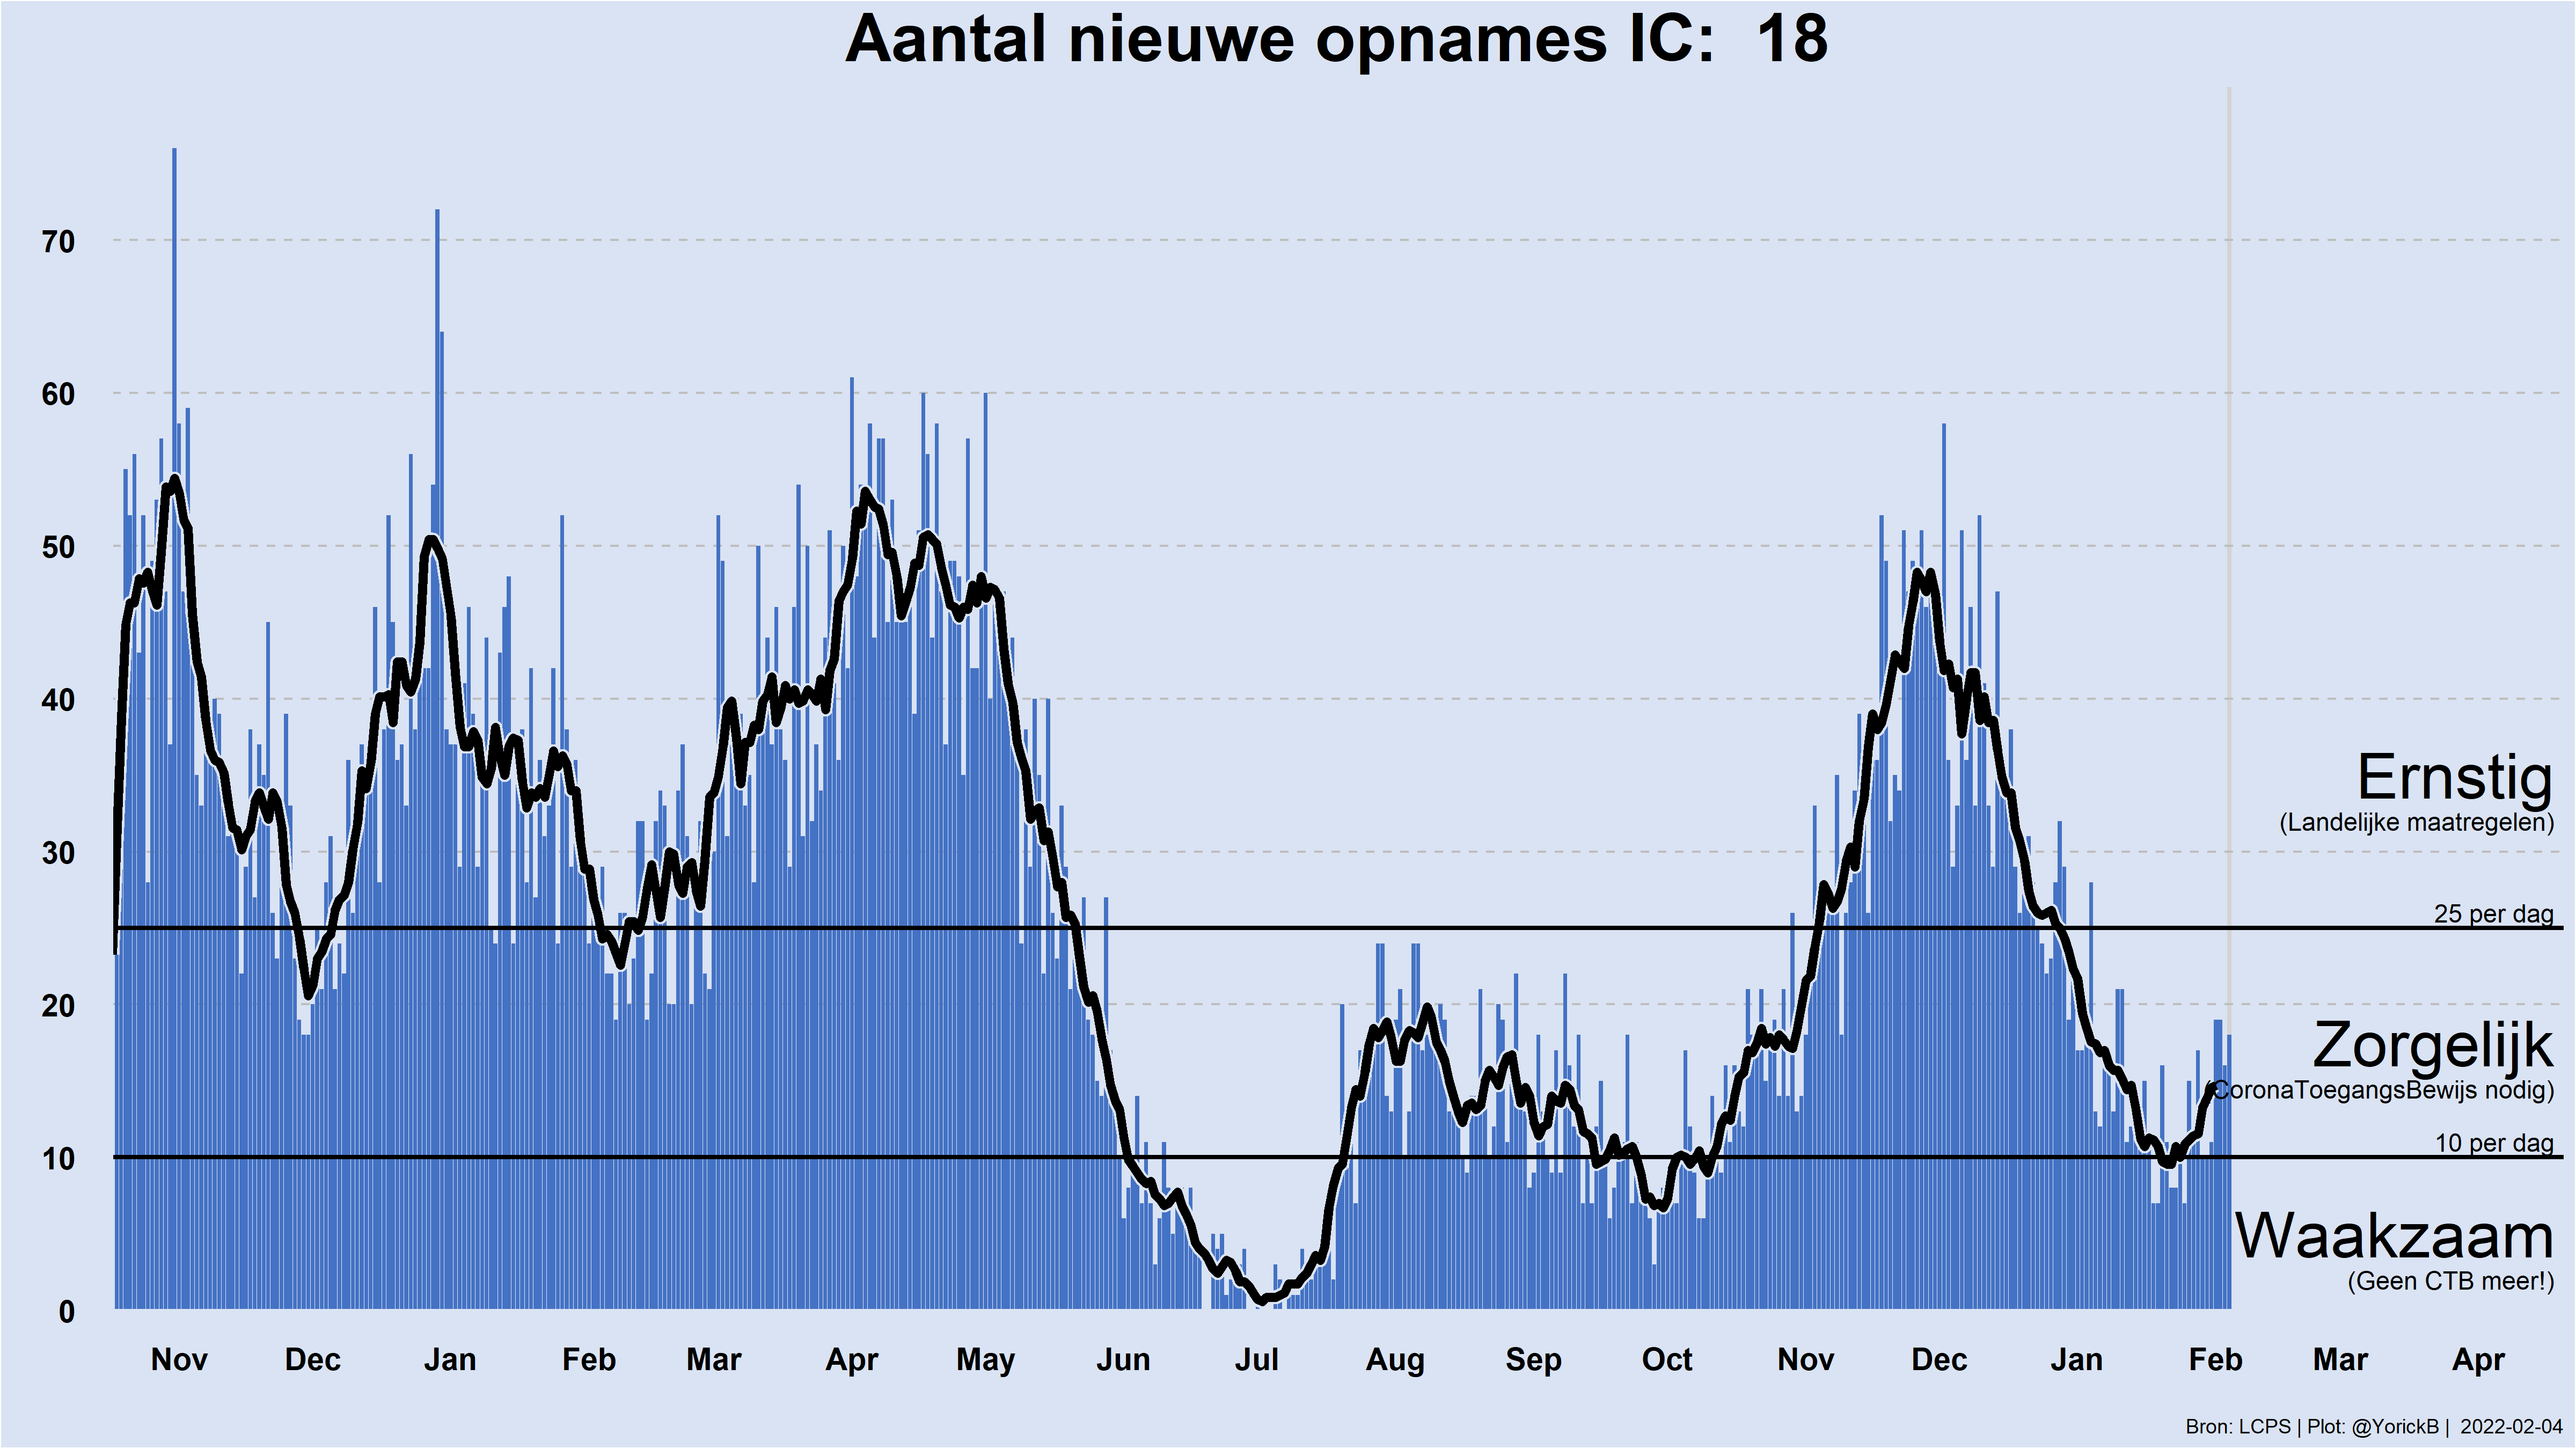 Aantal nieuwe opnames IC: 18
70
60
50
40
Ernstig
(Landelijke maatregelen)
30
25 per dag
20
Zorgelijk
(CoronaToegangsBewijs nodig)
10 per dag
10
Waakzaam
(Geen CTB meer!)
0
Nov Dec Jan Feb Mar Apr May Jun Jul Aug Sep Oct Nov Dec Jan Feb Mar Apr
Bron: LCPS | Plot: @YorickB | 2022-02-04